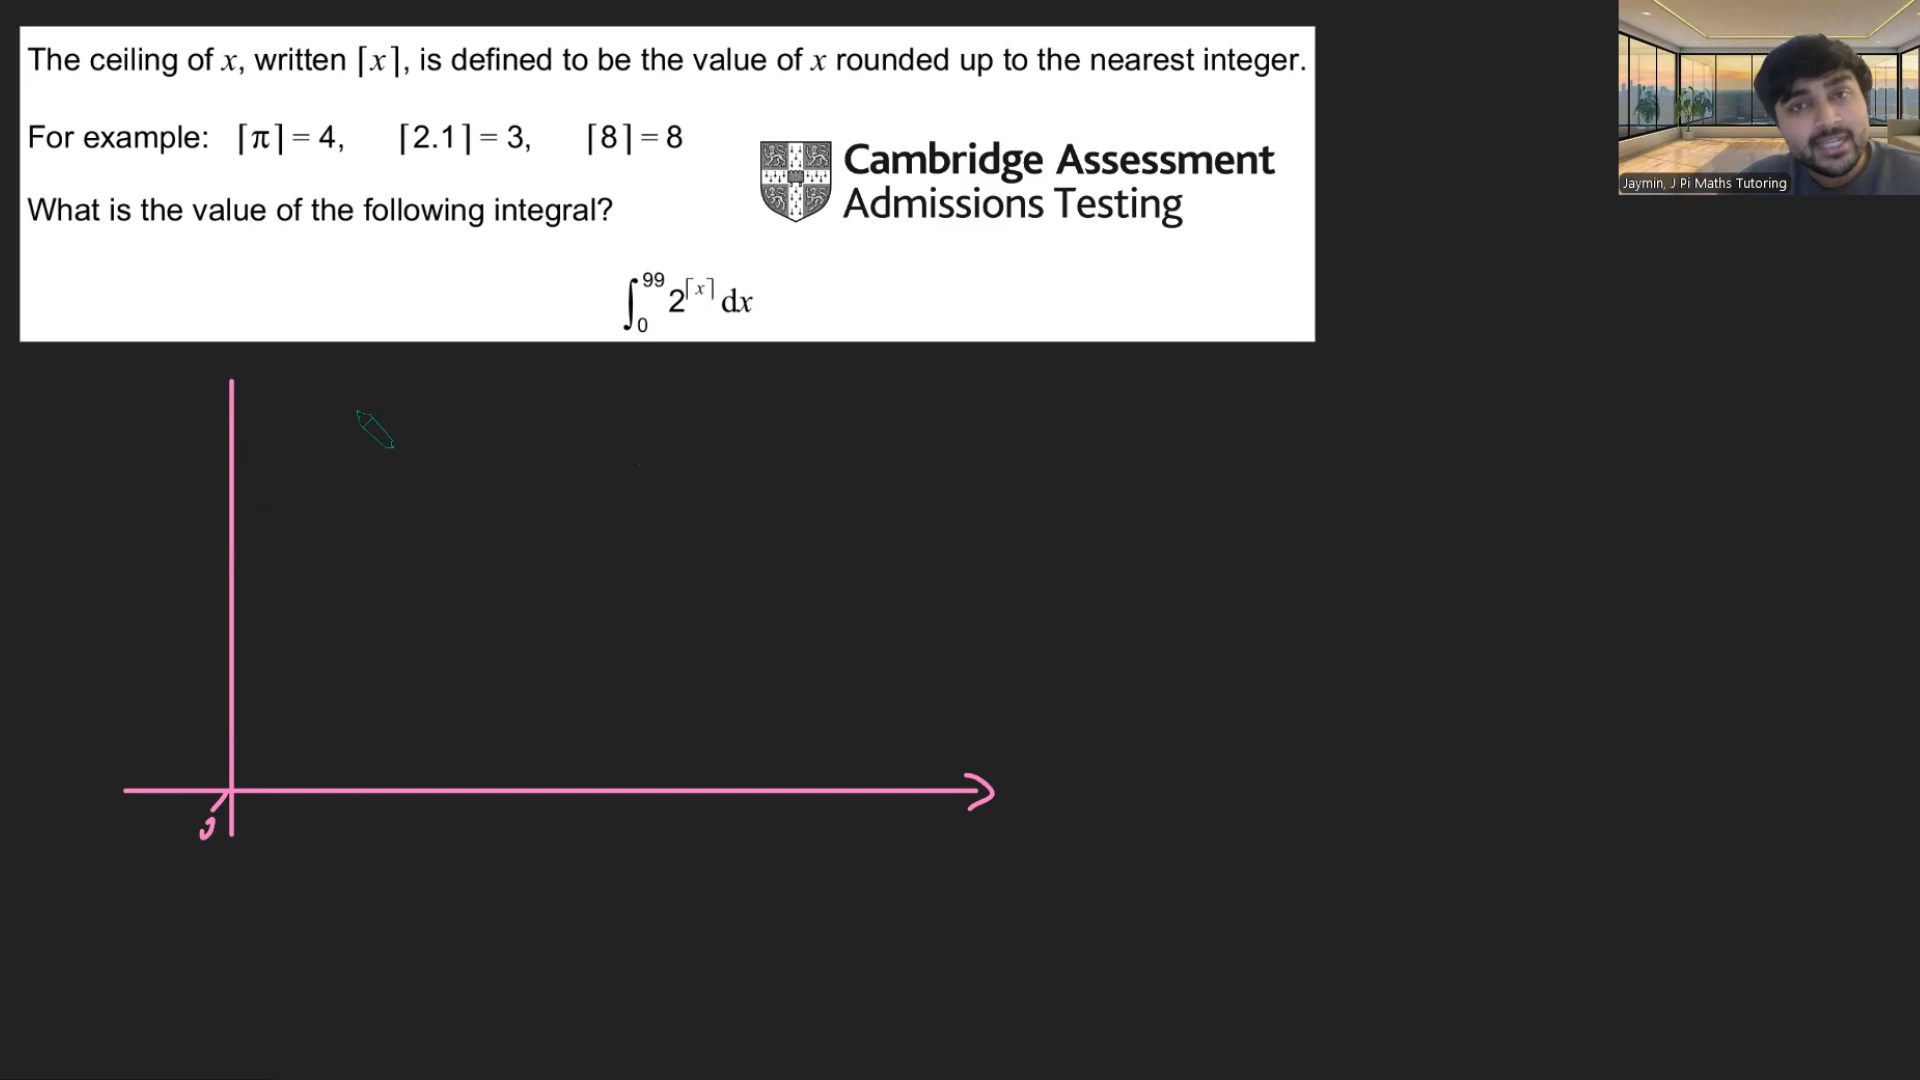 The ceiling of x, written ⌈x⌉, is defined to be the value of x rounded up to the nearest integer.
For example: ⌈π⌉ = 4, ⌈2.1⌉ = 3, ⌈8⌉ = 8
Cambridge Assessment
Admissions Testing
What is the value of the following integral?
∫₀⁹⁹ 2^⌈x⌉ dx
Jaymin, J Pi Maths Tutoring
0